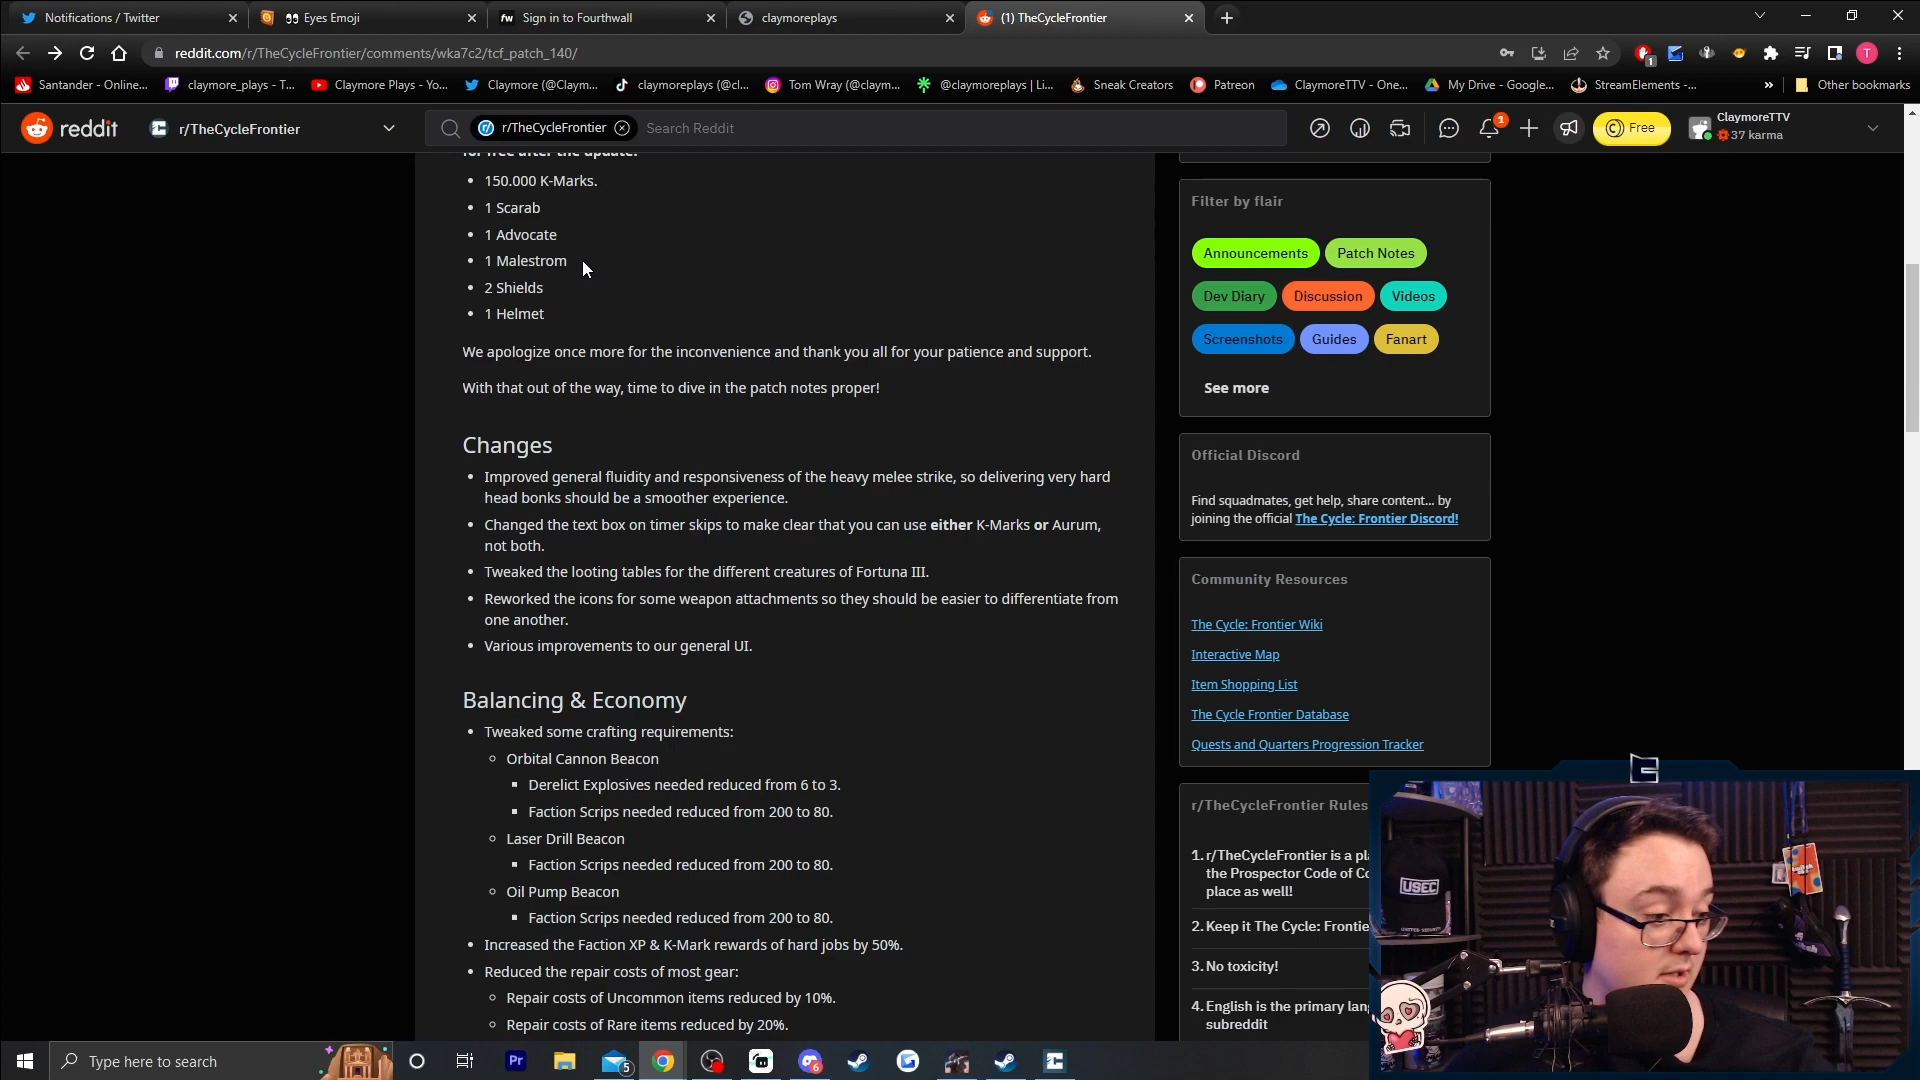 Notifications / Twitter
Eyes Emoji
fw Sign in to Fourthwall
claymoreplays
(1) TheCycleFrontier
reddit.com/r/TheCycleFrontier/comments/wka7c2/tcf_patch_140/
1
T
Santander - Online...
claymore_plays - T...
Claymore Plays - Yo...
Claymore (@Claym...
claymoreplays (@cl...
Tom Wray (@claym...
@claymoreplays | Li...
Sneak Creators
Patreon
ClaymoreTTV - One...
My Drive - Google...
StreamElements -...
»
Other bookmarks
reddit
r/TheCycleFrontier
r/TheCycleFrontier
Search Reddit
1
Free
ClaymoreTTV
37 karma
for free after the update:
• 150.000 K-Marks.
• 1 Scarab
• 1 Advocate
• 1 Malestrom
• 2 Shields
• 1 Helmet
We apologize once more for the inconvenience and thank you all for your patience and support.
With that out of the way, time to dive in the patch notes proper!
Changes
• Improved general fluidity and responsiveness of the heavy melee strike, so delivering very hard
head bonks should be a smoother experience.
• Changed the text box on timer skips to make clear that you can use either K-Marks or Aurum,
not both.
• Tweaked the looting tables for the different creatures of Fortuna III.
• Reworked the icons for some weapon attachments so they should be easier to differentiate from
one another.
• Various improvements to our general UI.
Balancing & Economy
• Tweaked some crafting requirements:
Orbital Cannon Beacon
Derelict Explosives needed reduced from 6 to 3.
Faction Scrips needed reduced from 200 to 80.
Laser Drill Beacon
Faction Scrips needed reduced from 200 to 80.
Oil Pump Beacon
Faction Scrips needed reduced from 200 to 80.
• Increased the Faction XP & K-Mark rewards of hard jobs by 50%.
• Reduced the repair costs of most gear:
Repair costs of Uncommon items reduced by 10%.
Repair costs of Rare items reduced by 20%.
Filter by flair
Announcements
Patch Notes
Dev Diary
Discussion
Videos
Screenshots
Guides
Fanart
See more
Official Discord
Find squadmates, get help, share content... by
joining the official The Cycle: Frontier Discord!
Community Resources
The Cycle: Frontier Wiki
Interactive Map
Item Shopping List
The Cycle Frontier Database
Quests and Quarters Progression Tracker
r/TheCycleFrontier Rules
1. r/TheCycleFrontier is a pla
the Prospector Code of Co
place as well!
2. Keep it The Cycle: Frontie
3. No toxicity!
4. English is the primary lang
subreddit
USEC
Type here to search
Pr
5
6